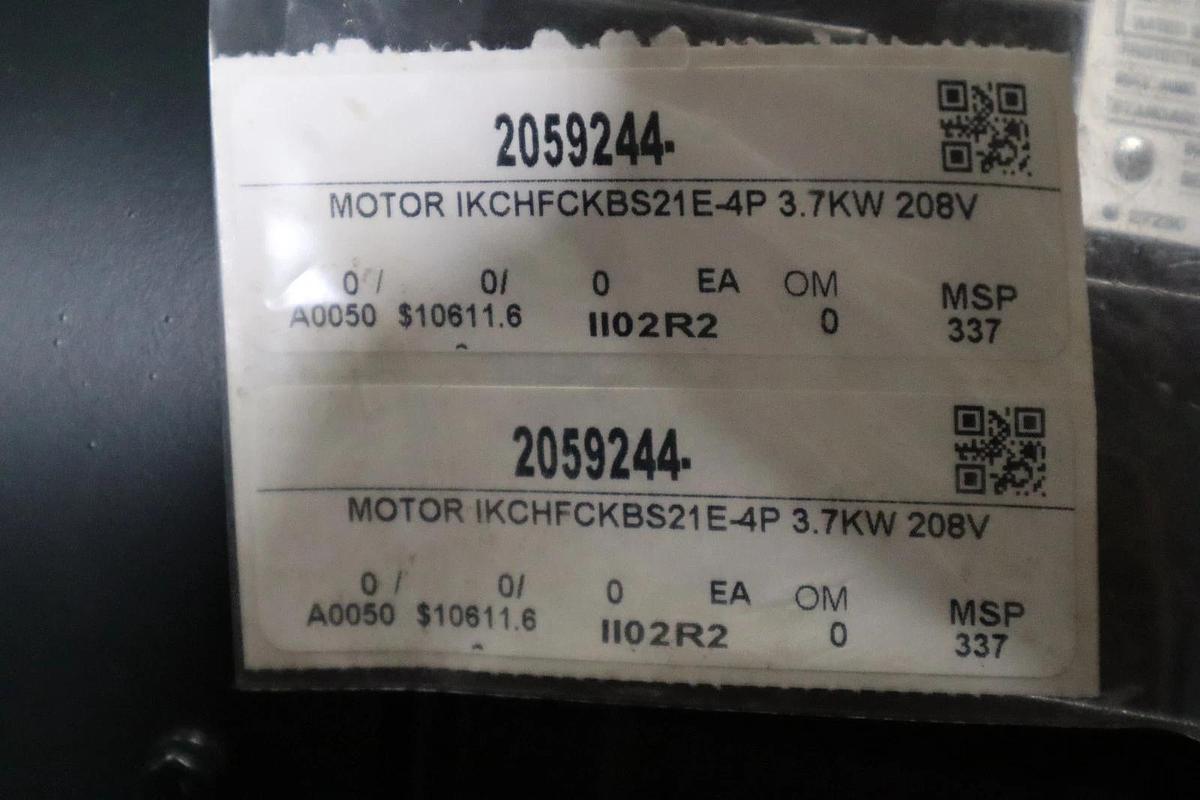 2059244-
MOTOR IKCHFCKBS21E-4P 3.7KW 208V
0 / 0/ 0 EA OM MSP
A0050 $10611.6 II02R2 0 337
2059244-
MOTOR IKCHFCKBS21E-4P 3.7KW 208V
0 / 0/ 0 EA OM MSP
A0050 $10611.6 II02R2 0 337